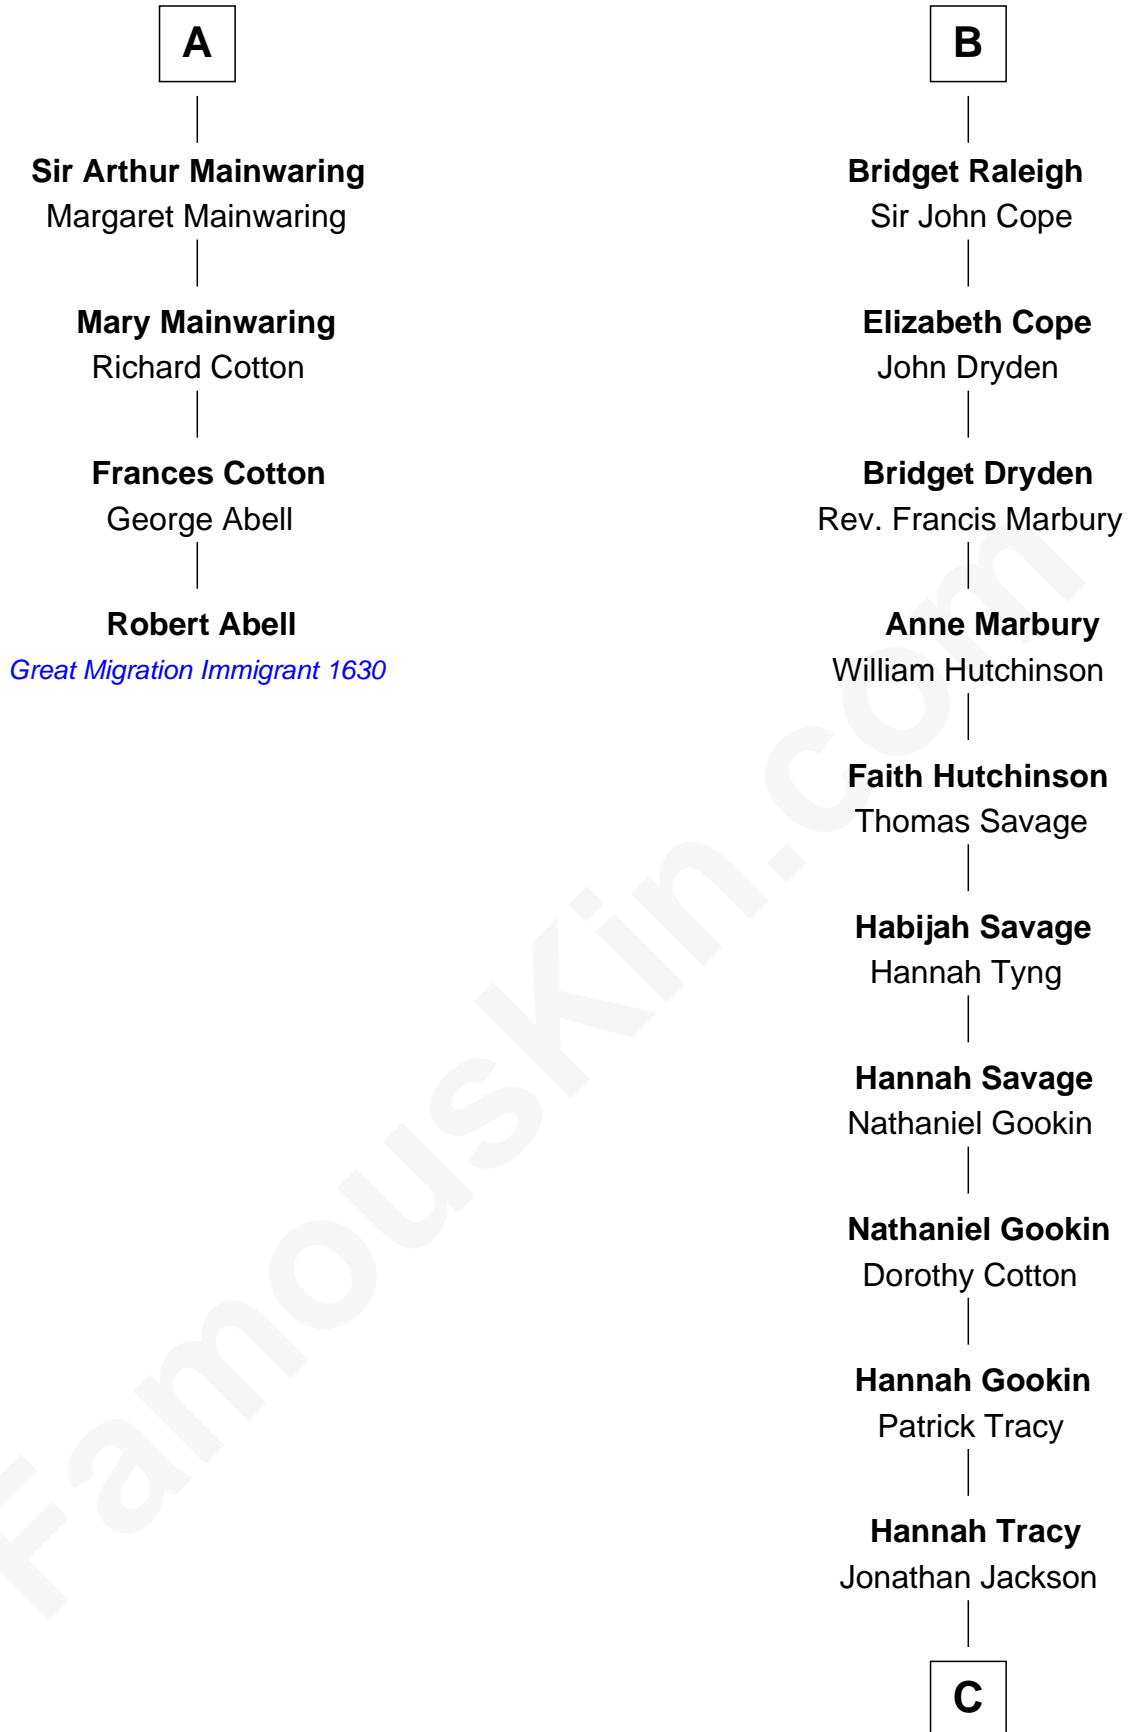 A
Sir Arthur Mainwaring
Margaret Mainwaring
Mary Mainwaring
Richard Cotton
Frances Cotton
George Abell
Robert Abell
Great Migration Immigrant 1630
B
Bridget Raleigh
Sir John Cope
Elizabeth Cope
John Dryden
Bridget Dryden
Rev. Francis Marbury
Anne Marbury
William Hutchinson
Faith Hutchinson
Thomas Savage
Habijah Savage
Hannah Tyng
Hannah Savage
Nathaniel Gookin
Nathaniel Gookin
Dorothy Cotton
Hannah Gookin
Patrick Tracy
Hannah Tracy
Jonathan Jackson
C
FamousKin.com